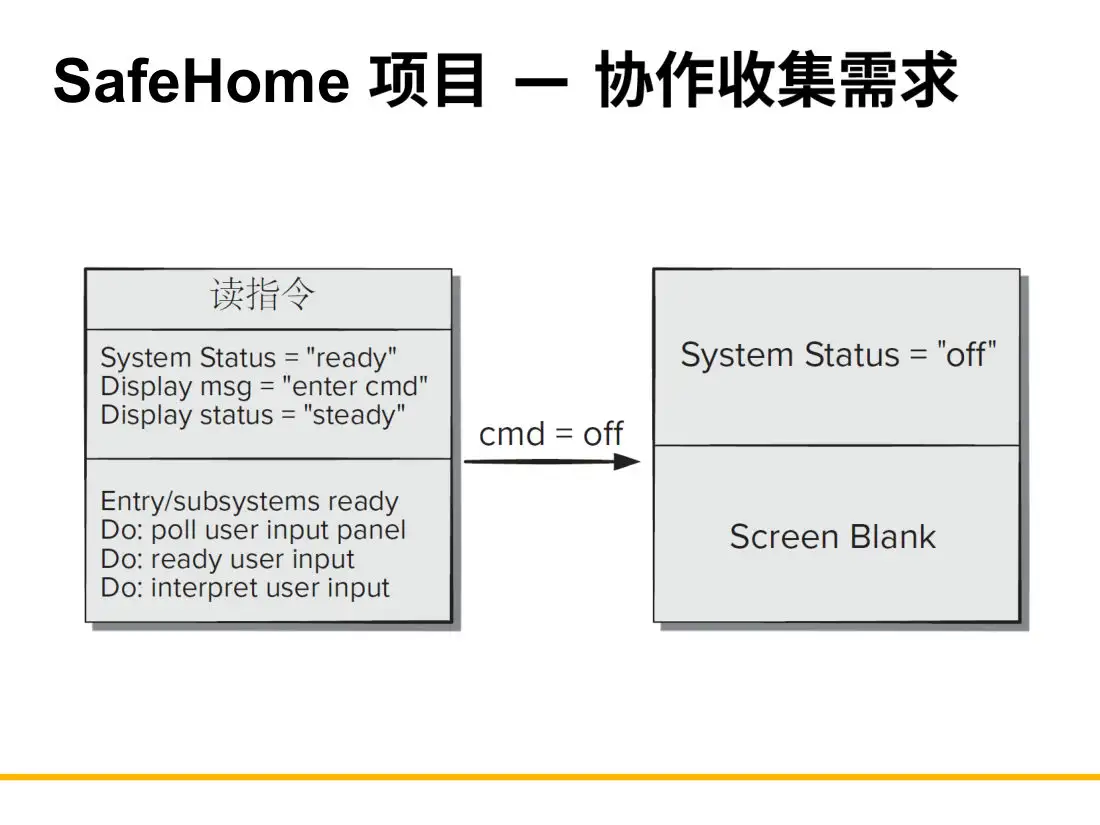 SafeHome 项目 — 协作收集需求
读指令
System Status = "ready"
Display msg = "enter cmd"
Display status = "steady"
Entry/subsystems ready
Do: poll user input panel
Do: ready user input
Do: interpret user input
cmd = off
System Status = "off"
Screen Blank